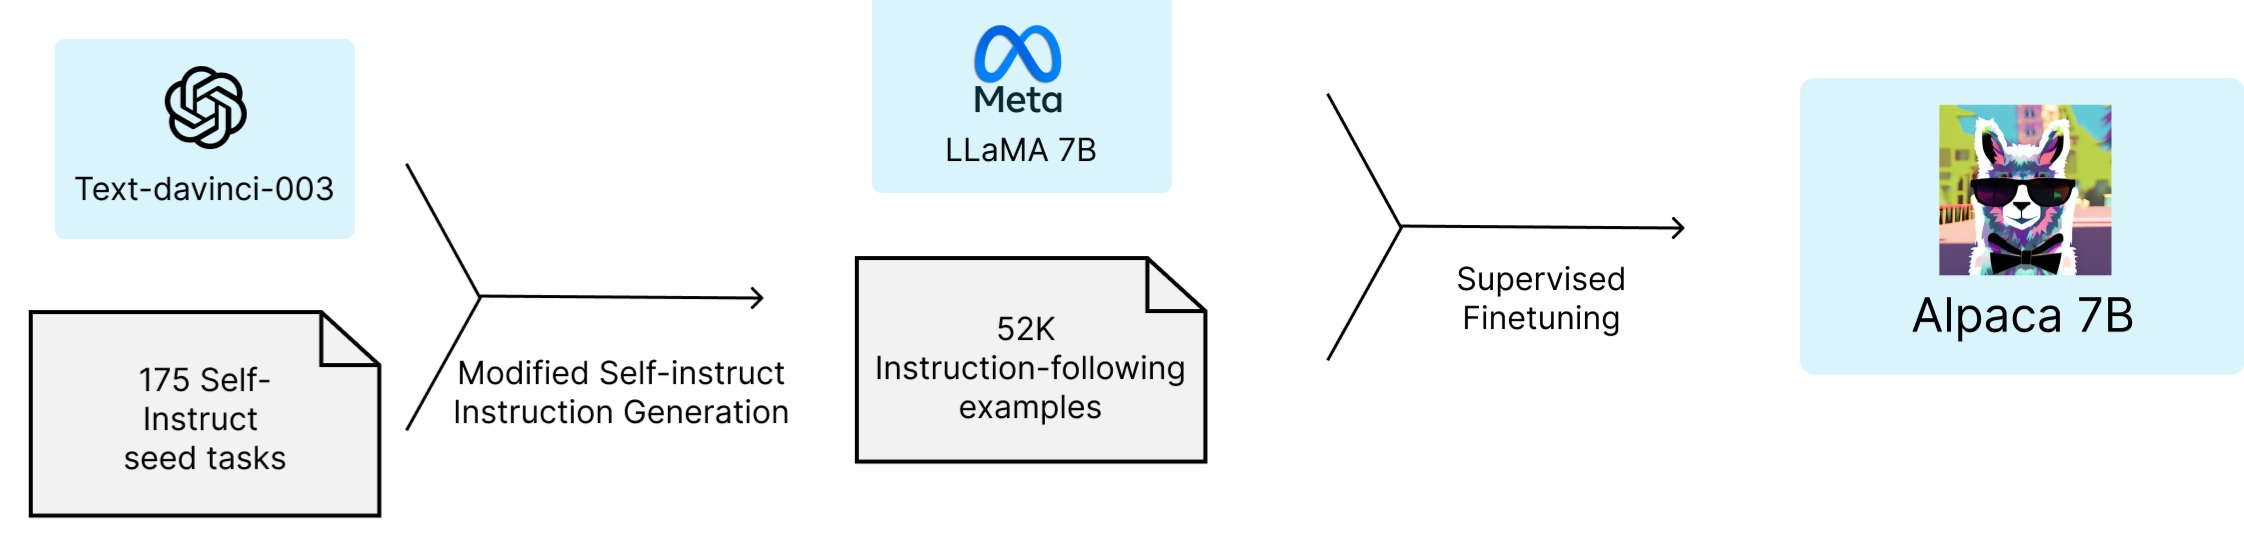 Text-davinci-003
175 Self-
Instruct
seed tasks
Modified Self-instruct
Instruction Generation
Meta
LLaMA 7B
52K
Instruction-following
examples
Supervised
Finetuning
Alpaca 7B